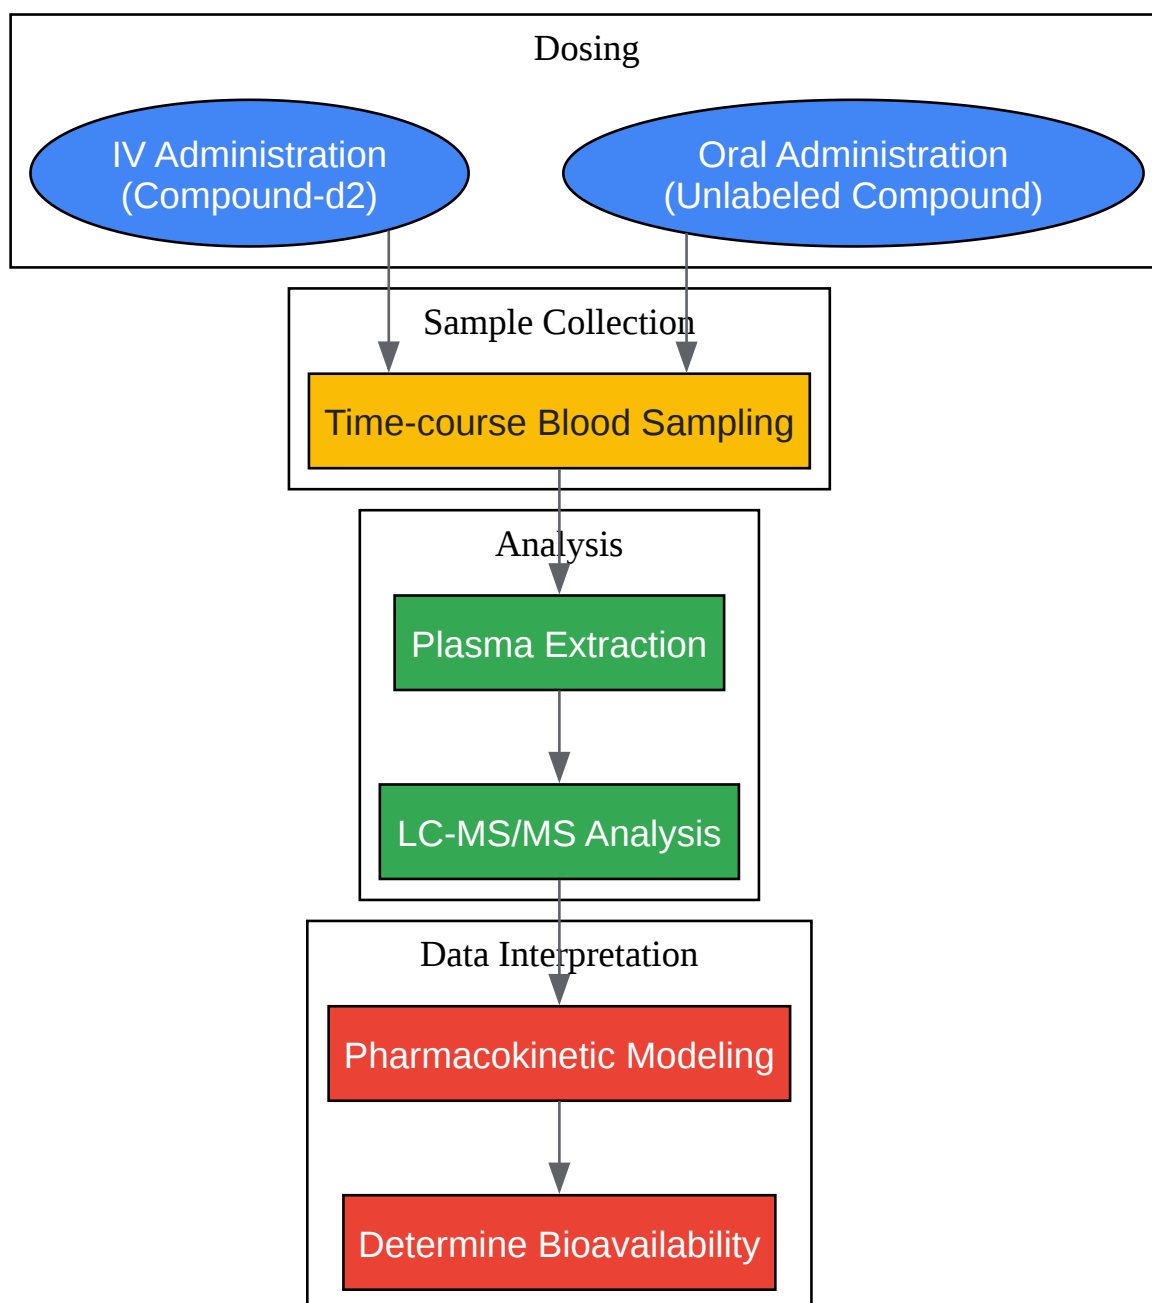 Dosing
IV Administration
(Compound-d2)
Oral Administration
(Unlabeled Compound)
Sample Collection
Time-course Blood Sampling
Analysis
Plasma Extraction
LC-MS/MS Analysis
Data Interpretation
Pharmacokinetic Modeling
Determine Bioavailability